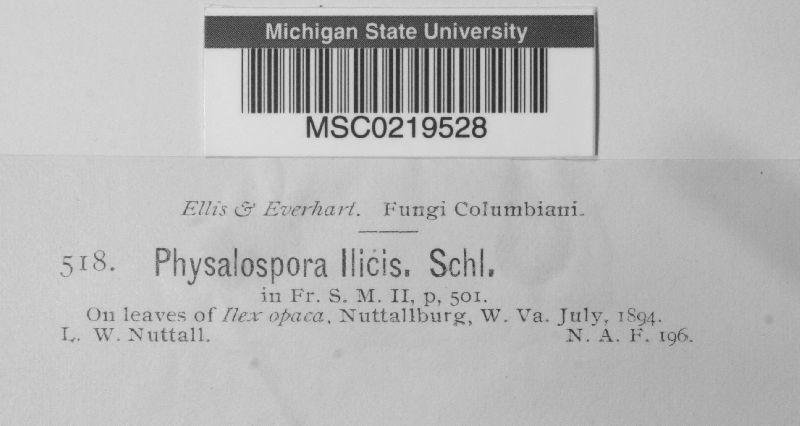 Michigan State University
MSC0219528
Ellis & Everhart. Fungi Columbiani.
518. Physalospora Ilicis. Schl.
in Fr. S. M. II, p, 501.
On leaves of Ilex opaca, Nuttallburg, W. Va. July, 1894.
L. W. Nuttall. N. A. F. 196.